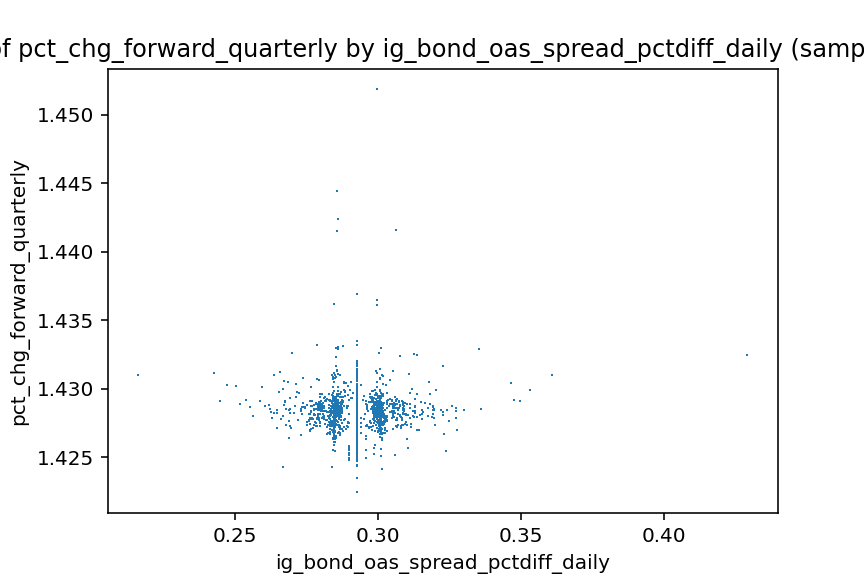 pct_chg_forward_quarterly by ig_bond_oas_spread_pctdiff_daily
1.450
1.445
1.440
1.435
1.430
1.425
pct_chg_forward_quarterly
0.25 0.30 0.35 0.40
ig_bond_oas_spread_pctdiff_daily